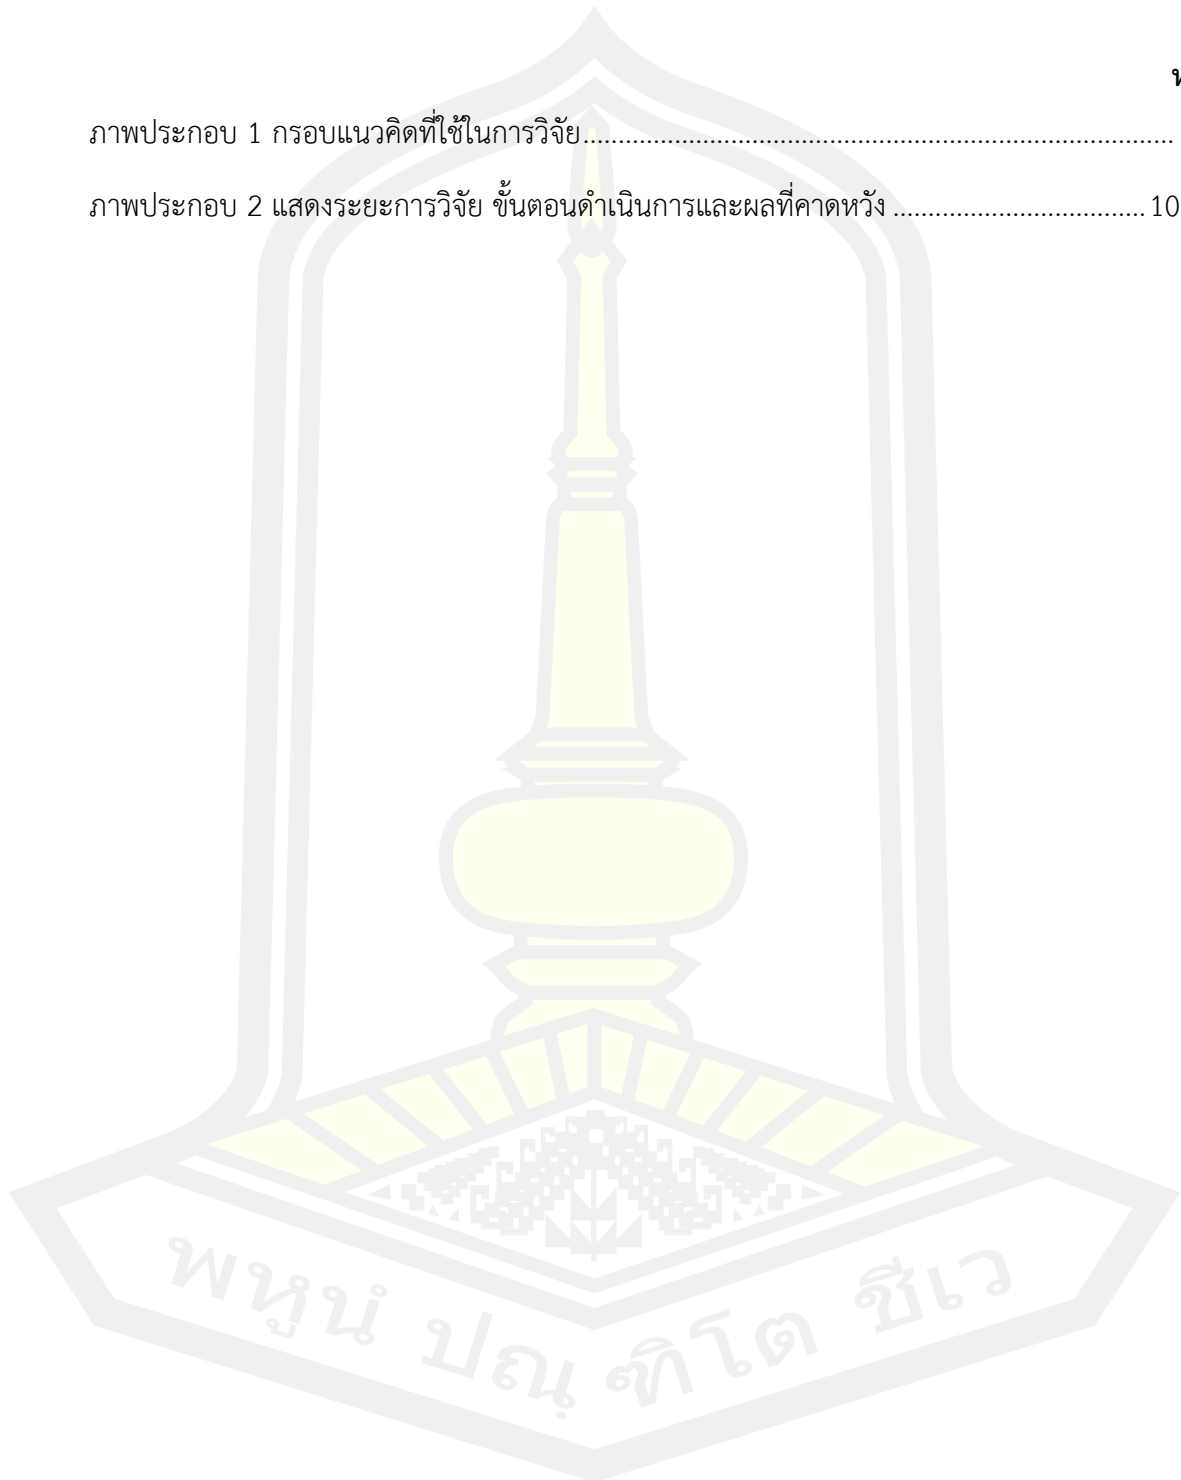 ภาพประกอบ 1 กรอบแนวคิดที่ใช้ในการวิจัย...................................................................................
ภาพประกอบ 2 แสดงระยะการวิจัย ขั้นตอนดำเนินการและผลที่คาดหวัง ................................... 10
พหูนํ ปณฺ ฑิโต ชีเว